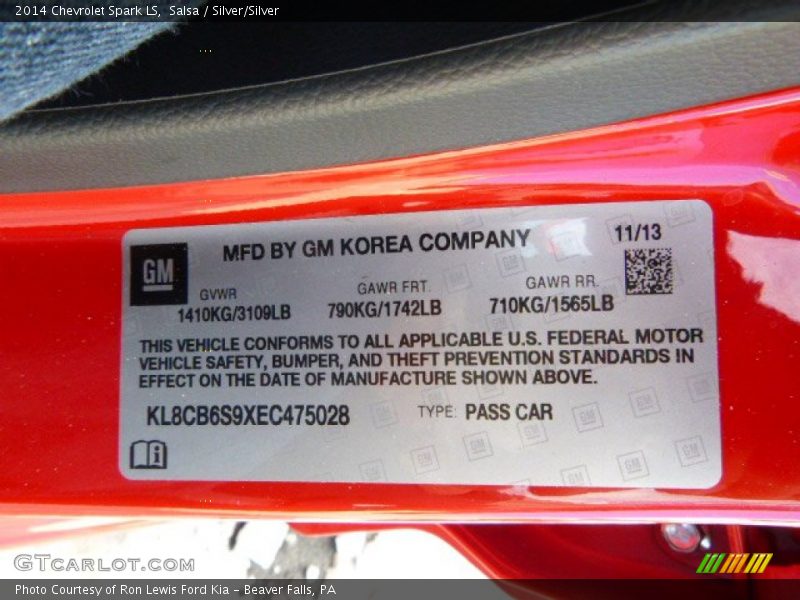 2014 Chevrolet Spark LS, Salsa / Silver/Silver
MFD BY GM KOREA COMPANY
11/13
GM
GVWR GAWR FRT. GAWR RR.
1410KG/3109LB 790KG/1742LB 710KG/1565LB
THIS VEHICLE CONFORMS TO ALL APPLICABLE U.S. FEDERAL MOTOR
VEHICLE SAFETY, BUMPER, AND THEFT PREVENTION STANDARDS IN
EFFECT ON THE DATE OF MANUFACTURE SHOWN ABOVE.
KL8CB6S9XEC475028 TYPE: PASS CAR
GTCARLOT.COM
Photo Courtesy of Ron Lewis Ford Kia - Beaver Falls, PA